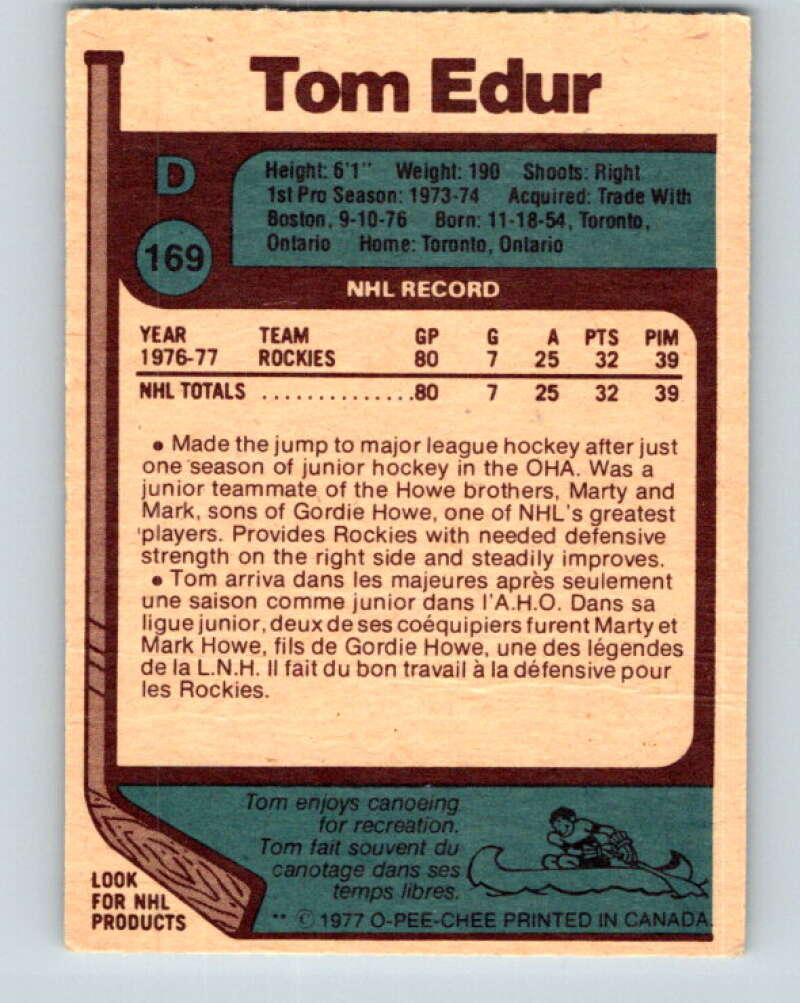 Tom Edur
D
169
Height: 6'1" Weight: 190 Shoots: Right
1st Pro Season: 1973-74 Acquired: Trade With
Boston, 9-10-76 Born: 11-18-54, Toronto,
Ontario Home: Toronto, Ontario
NHL RECORD
YEAR TEAM GP G A PTS PIM
1976-77 ROCKIES 80 7 25 32 39
NHL TOTALS ..............80 7 25 32 39
• Made the jump to major league hockey after just
one season of junior hockey in the OHA. Was a
junior teammate of the Howe brothers, Marty and
Mark, sons of Gordie Howe, one of NHL's greatest
players. Provides Rockies with needed defensive
strength on the right side and steadily improves.
• Tom arriva dans les majeures après seulement
une saison comme junior dans l'A.H.O. Dans sa
ligue junior, deux de ses coéquipiers furent Marty et
Mark Howe, fils de Gordie Howe, une des légendes
de la L.N.H. Il fait du bon travail à la défensive pour
les Rockies.
Tom enjoys canoeing
for recreation.
Tom fait souvent du
canotage dans ses
temps libres.
LOOK
FOR NHL
PRODUCTS
** © 1977 O-PEE-CHEE PRINTED IN CANADA.